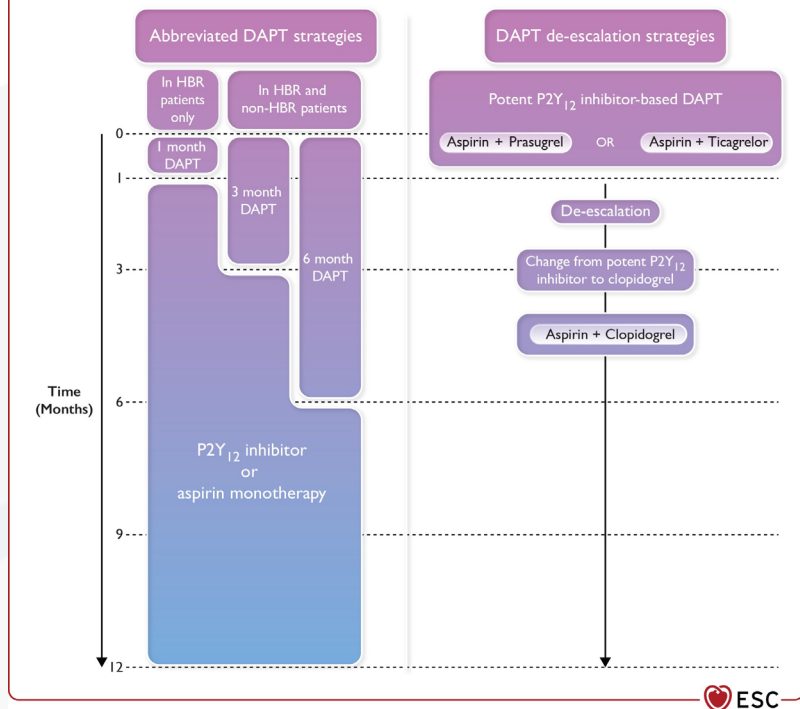 Abbreviated DAPT strategies
DAPT de-escalation strategies
In HBR
patients
only
In HBR and
non-HBR patients
Potent P2Y12 inhibitor-based DAPT
Aspirin + Prasugrel
OR
Aspirin + Ticagrelor
0
1 month
DAPT
1
3 month
DAPT
6 month
DAPT
De-escalation
3
Change from potent P2Y12
inhibitor to clopidogrel
Aspirin + Clopidogrel
Time
(Months)
6
P2Y12 inhibitor
or
aspirin monotherapy
9
12
ESC